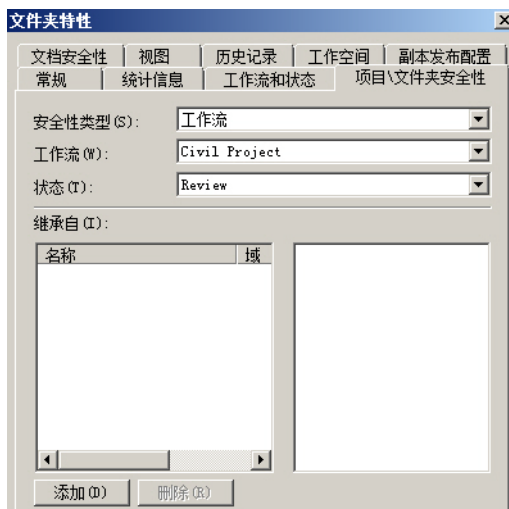 文件夹特性
文档安全性 视图 历史记录 工作空间 副本发布配置
常规 统计信息 工作流和状态 项目\文件夹安全性
安全性类型(S): 工作流
工作流(W): Civil Project
状态(T): Review
继承自(I):
名称 域
添加(D) 删除(R)